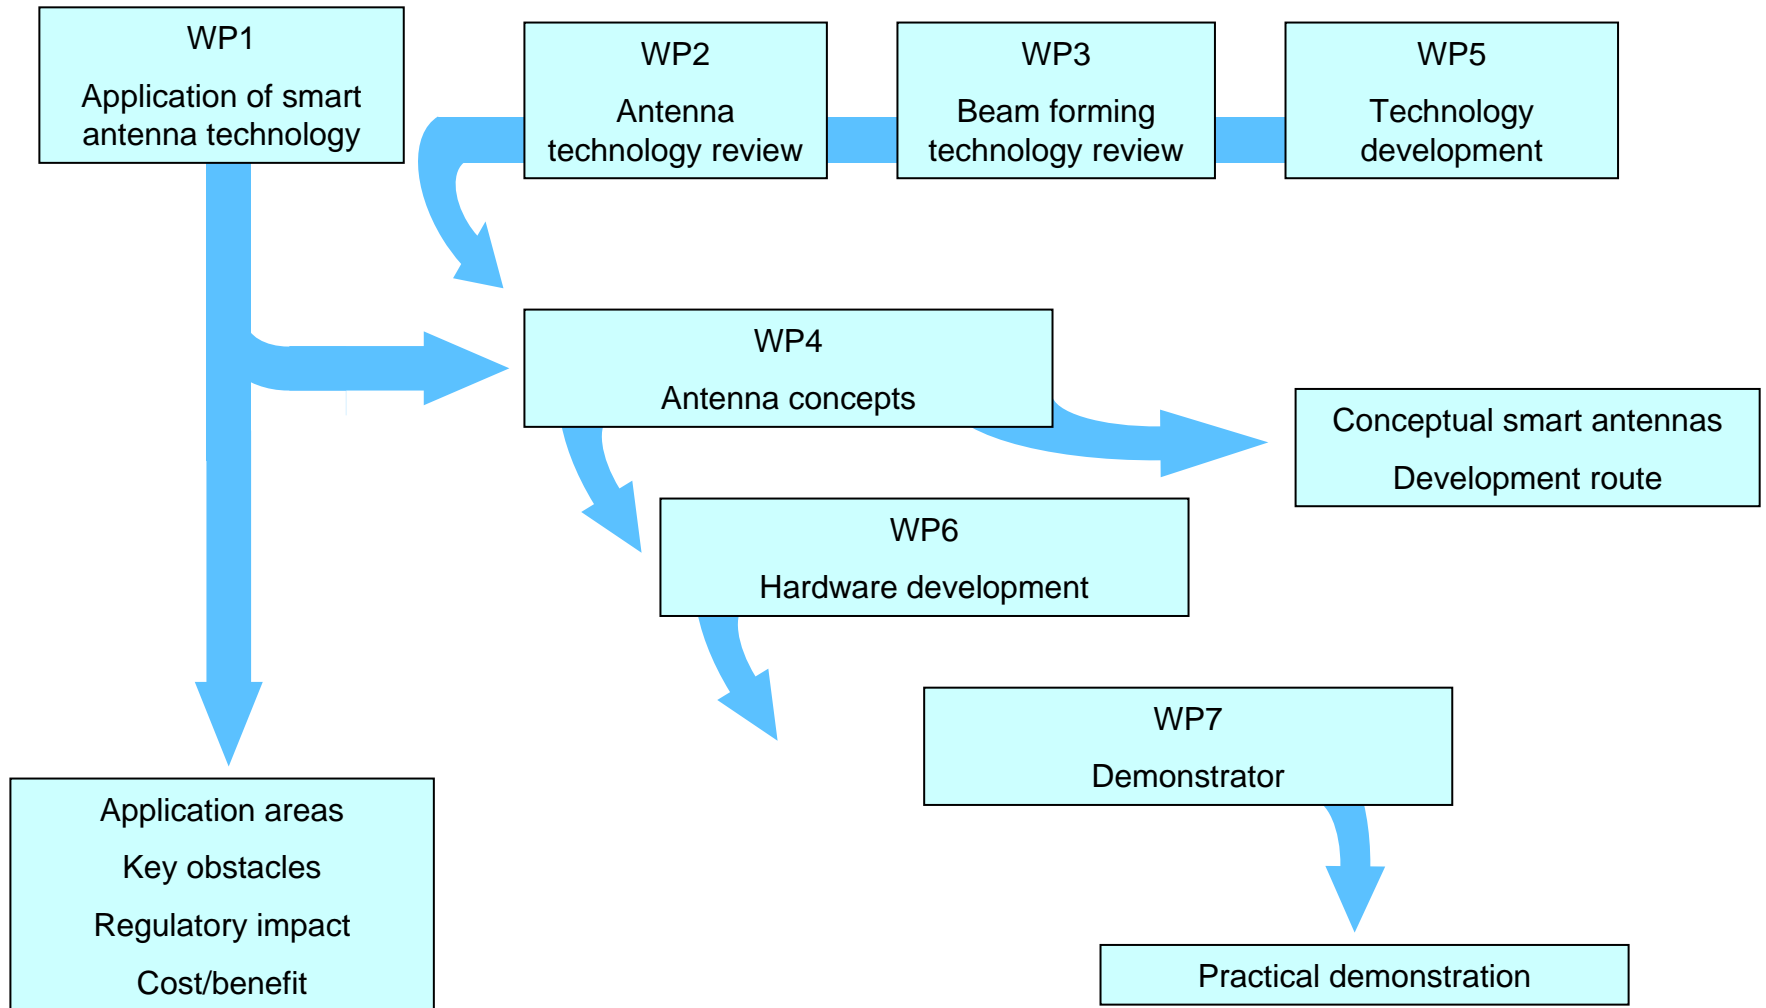 WP1
Application of smart
antenna technology
WP2
Antenna
technology review
WP3
Beam forming
technology review
WP5
Technology
development
WP4
Antenna concepts
Conceptual smart antennas
Development route
WP6
Hardware development
WP7
Demonstrator
Application areas
Key obstacles
Regulatory impact
Cost/benefit
Practical demonstration